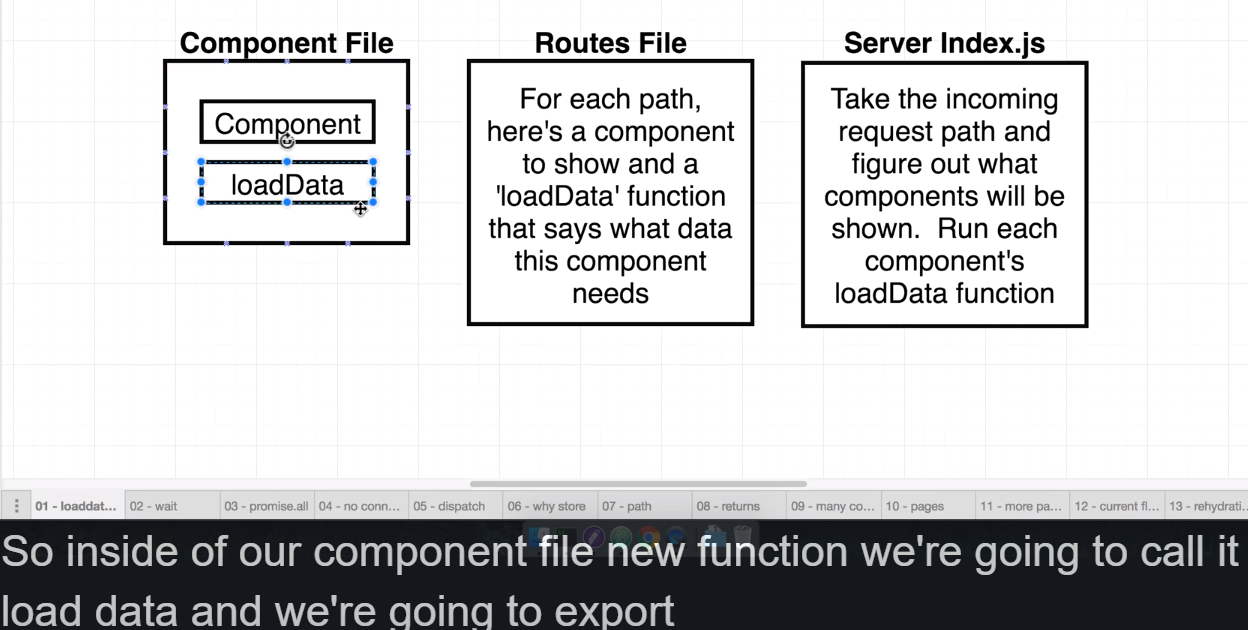 Component File
Component
loadData
Routes File
For each path,
here's a component
to show and a
'loadData' function
that says what data
this component
needs
Server Index.js
Take the incoming
request path and
figure out what
components will be
shown.  Run each
component's
loadData function
01 - loaddat...
02 - wait
03 - promise.all
04 - no conn...
05 - dispatch
06 - why store
07 - path
08 - returns
09 - many co...
10 - pages
11 - more pa...
12 - current fl...
13 - rehydrati...
So inside of our component file new function we're going to call it
load data and we're going to export